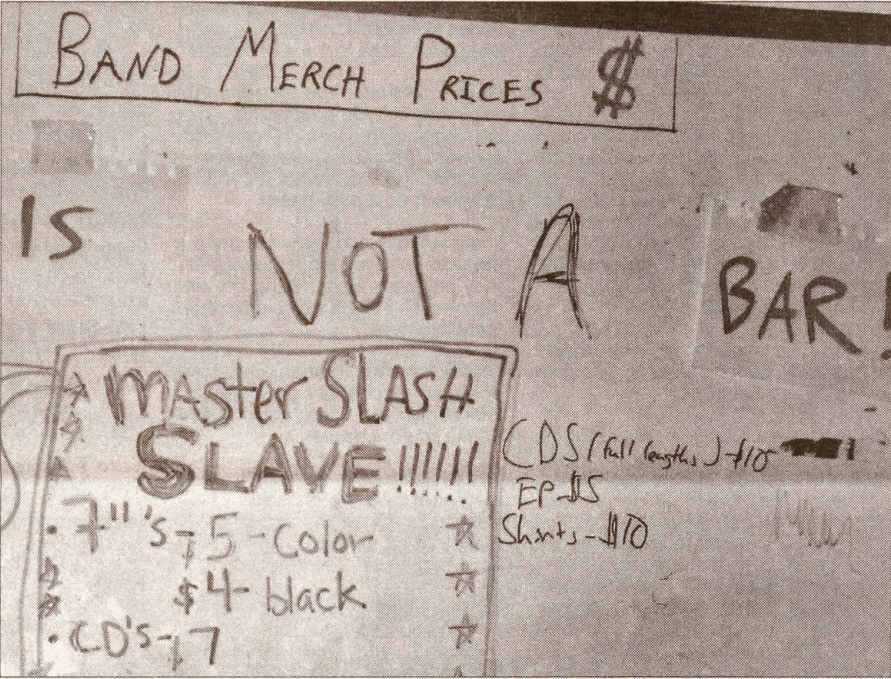 BAND MERCH PRICES $
IS NOT A BAR!
Master SLASH
SLAVE!!!!!!
• 7"'s - $5 - Color
$4 - black
• CD'S - $7
CDS (full lengths) - $10
EP - $5
Shirts - $10